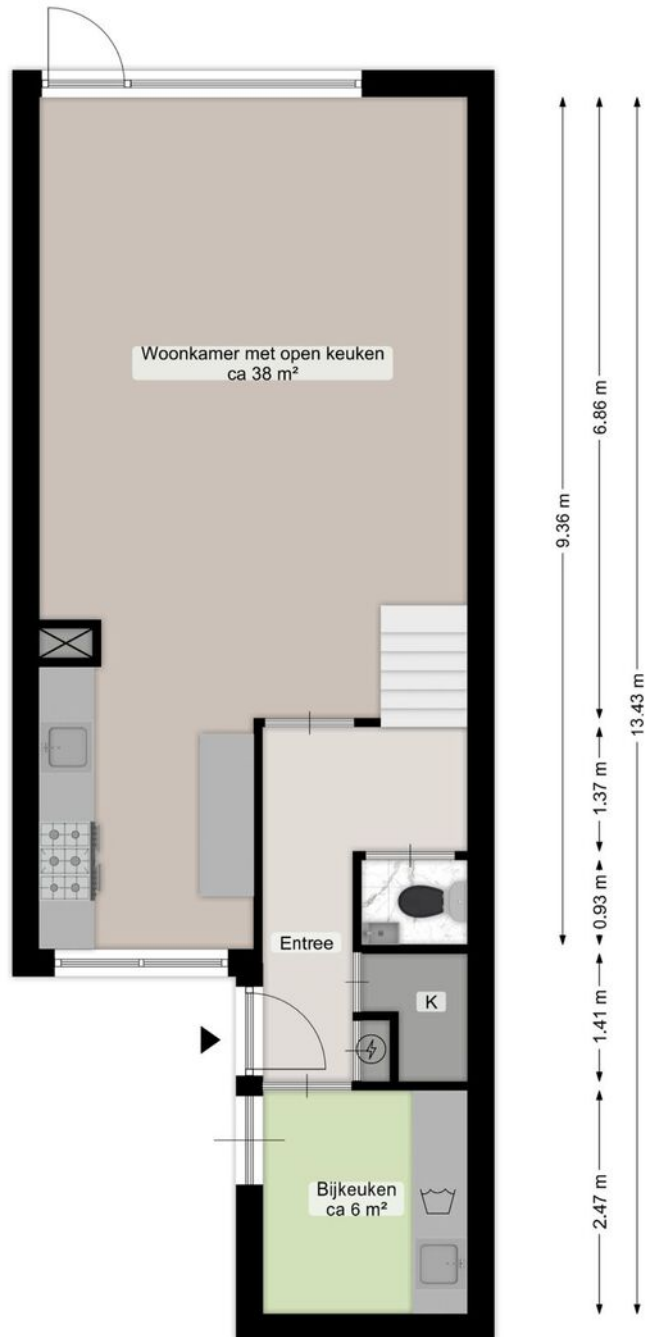 Woonkamer met open keuken
ca 38 m²
9.36 m
6.86 m
13.43 m
1.37 m
0.93 m
Entree
K
1.41 m
Bijkeuken
ca 6 m²
2.47 m